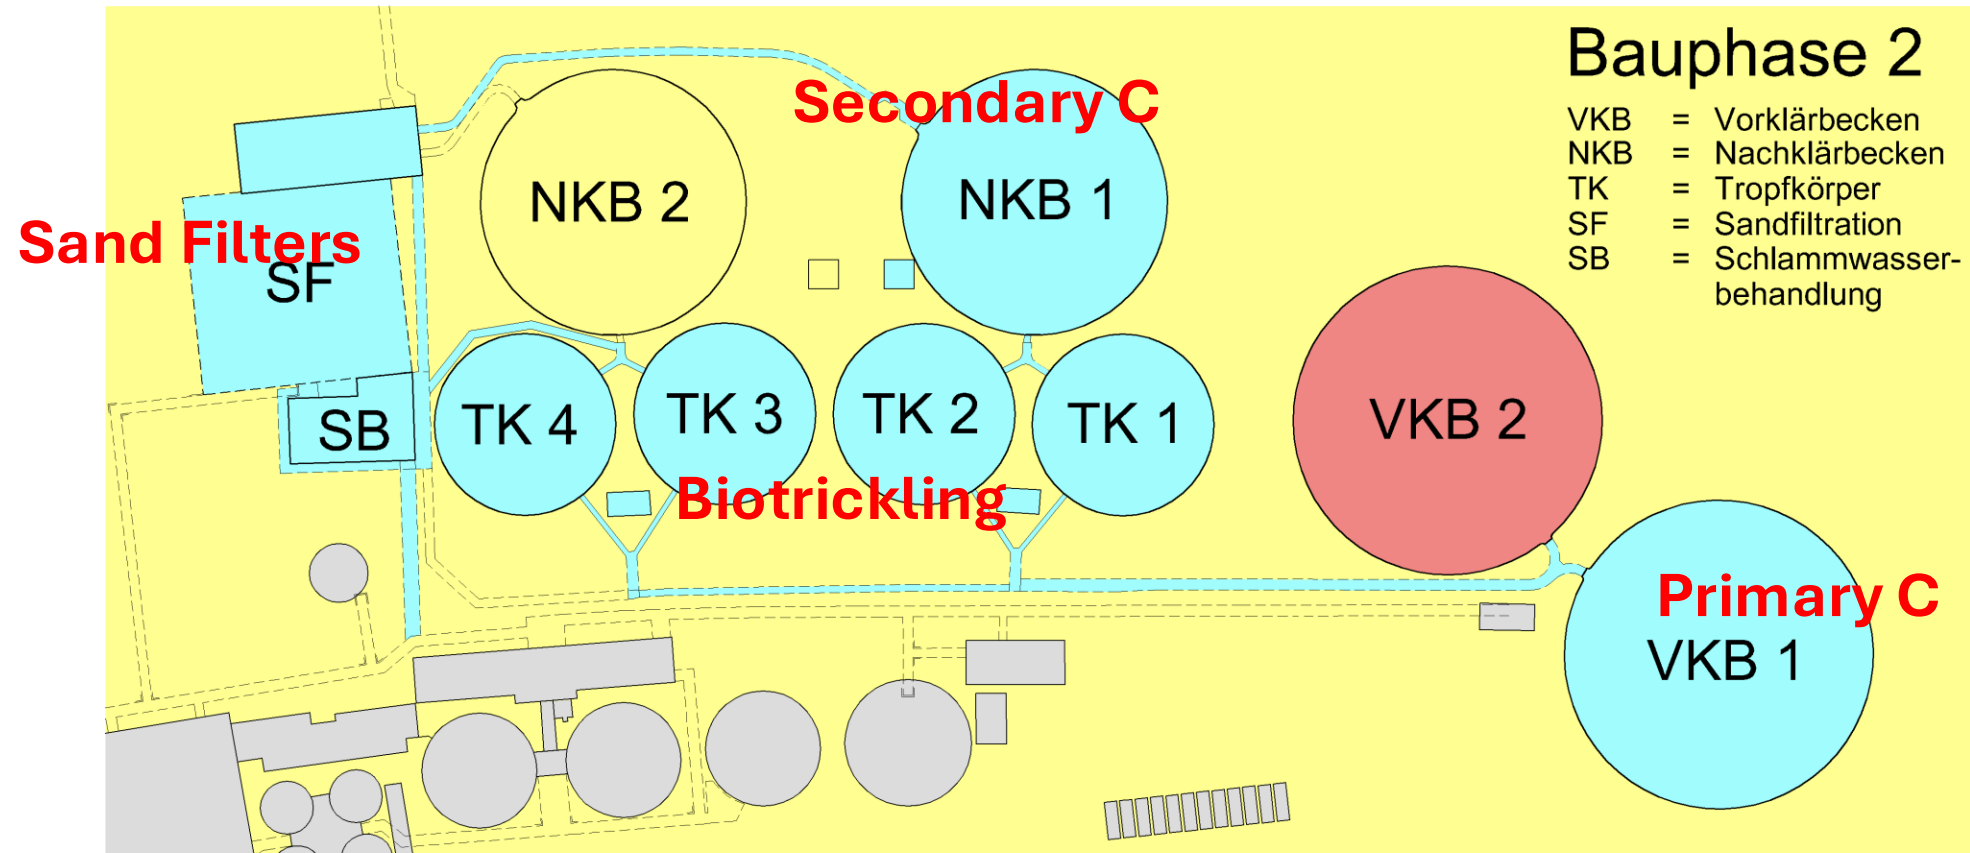 Bauphase 2
VKB = Vorklärbecken
NKB = Nachklärbecken
TK = Tropfkörper
SF = Sandfiltration
SB = Schlammwasser-
behandlung
Secondary C
NKB 2
NKB 1
Sand Filters
SF
TK 4
TK 3
TK 2
TK 1
VKB 2
SB
Biotrickling
Primary C
VKB 1